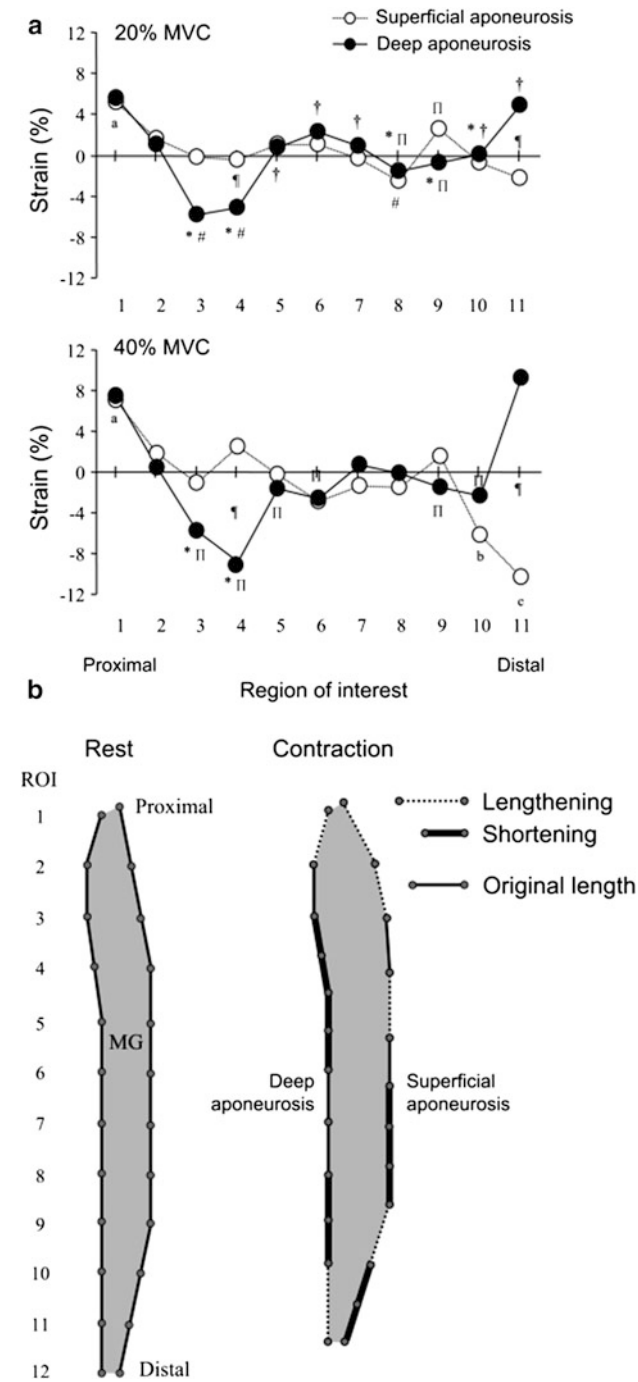 a
20% MVC
Superficial aponeurosis
Deep aponeurosis
12
8
4
0
-4
-8
-12
Strain (%)
a
* #
¶
* #
†
†
†
* ∏
#
∏
* ∏
* †
†
¶
1 2 3 4 5 6 7 8 9 10 11
40% MVC
12
8
4
0
-4
-8
-12
Strain (%)
a
* ∏
¶
* ∏
∏
∏
∏
∏
b
¶
c
1 2 3 4 5 6 7 8 9 10 11
Proximal Distal
Region of interest
b
Rest Contraction
ROI
Lengthening
Shortening
Original length
1
Proximal
2
3
4
5
MG
6
Deep
aponeurosis
Superficial
aponeurosis
7
8
9
10
11
12
Distal